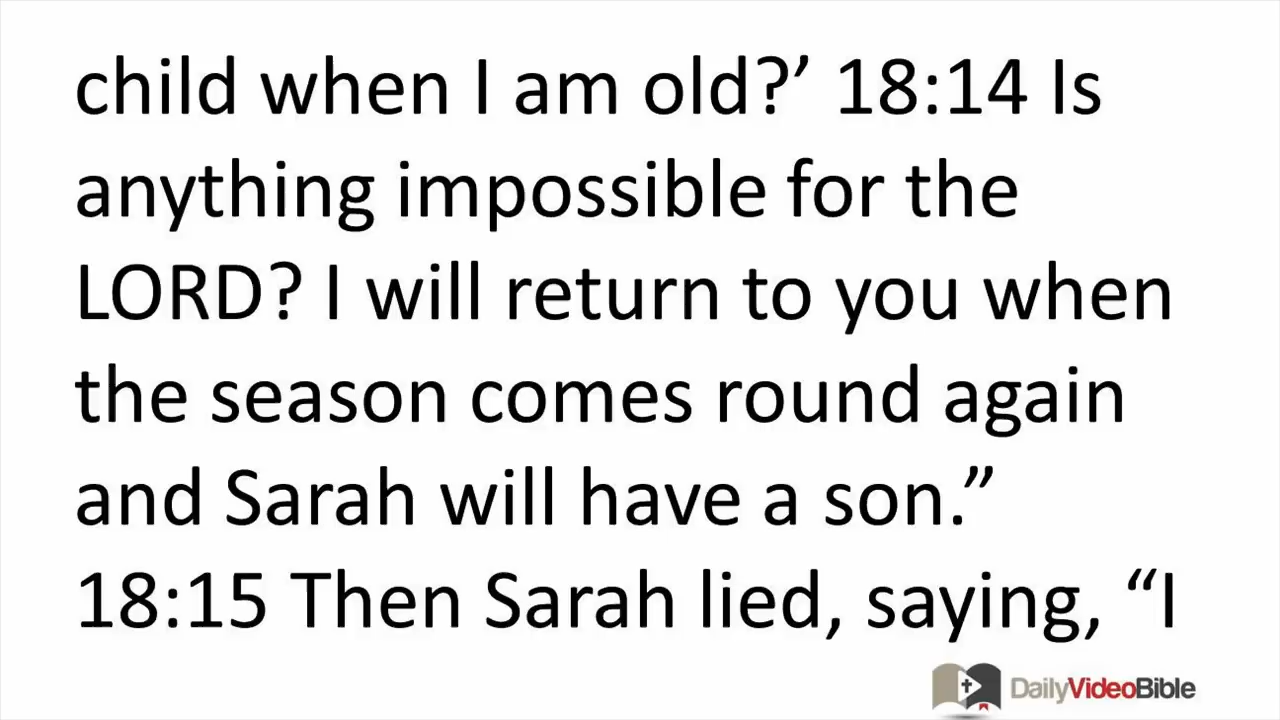 child when I am old?’ 18:14 Is
anything impossible for the
LORD? I will return to you when
the season comes round again
and Sarah will have a son.”
18:15 Then Sarah lied, saying, “I
DailyVideoBible